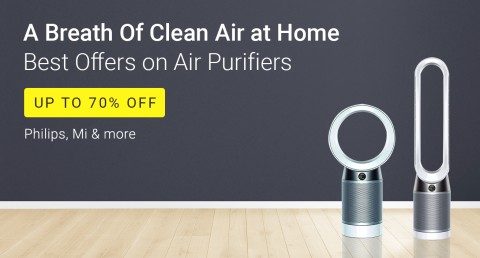 A Breath Of Clean Air at Home
Best Offers on Air Purifiers
UP TO 70% OFF
Philips, Mi & more